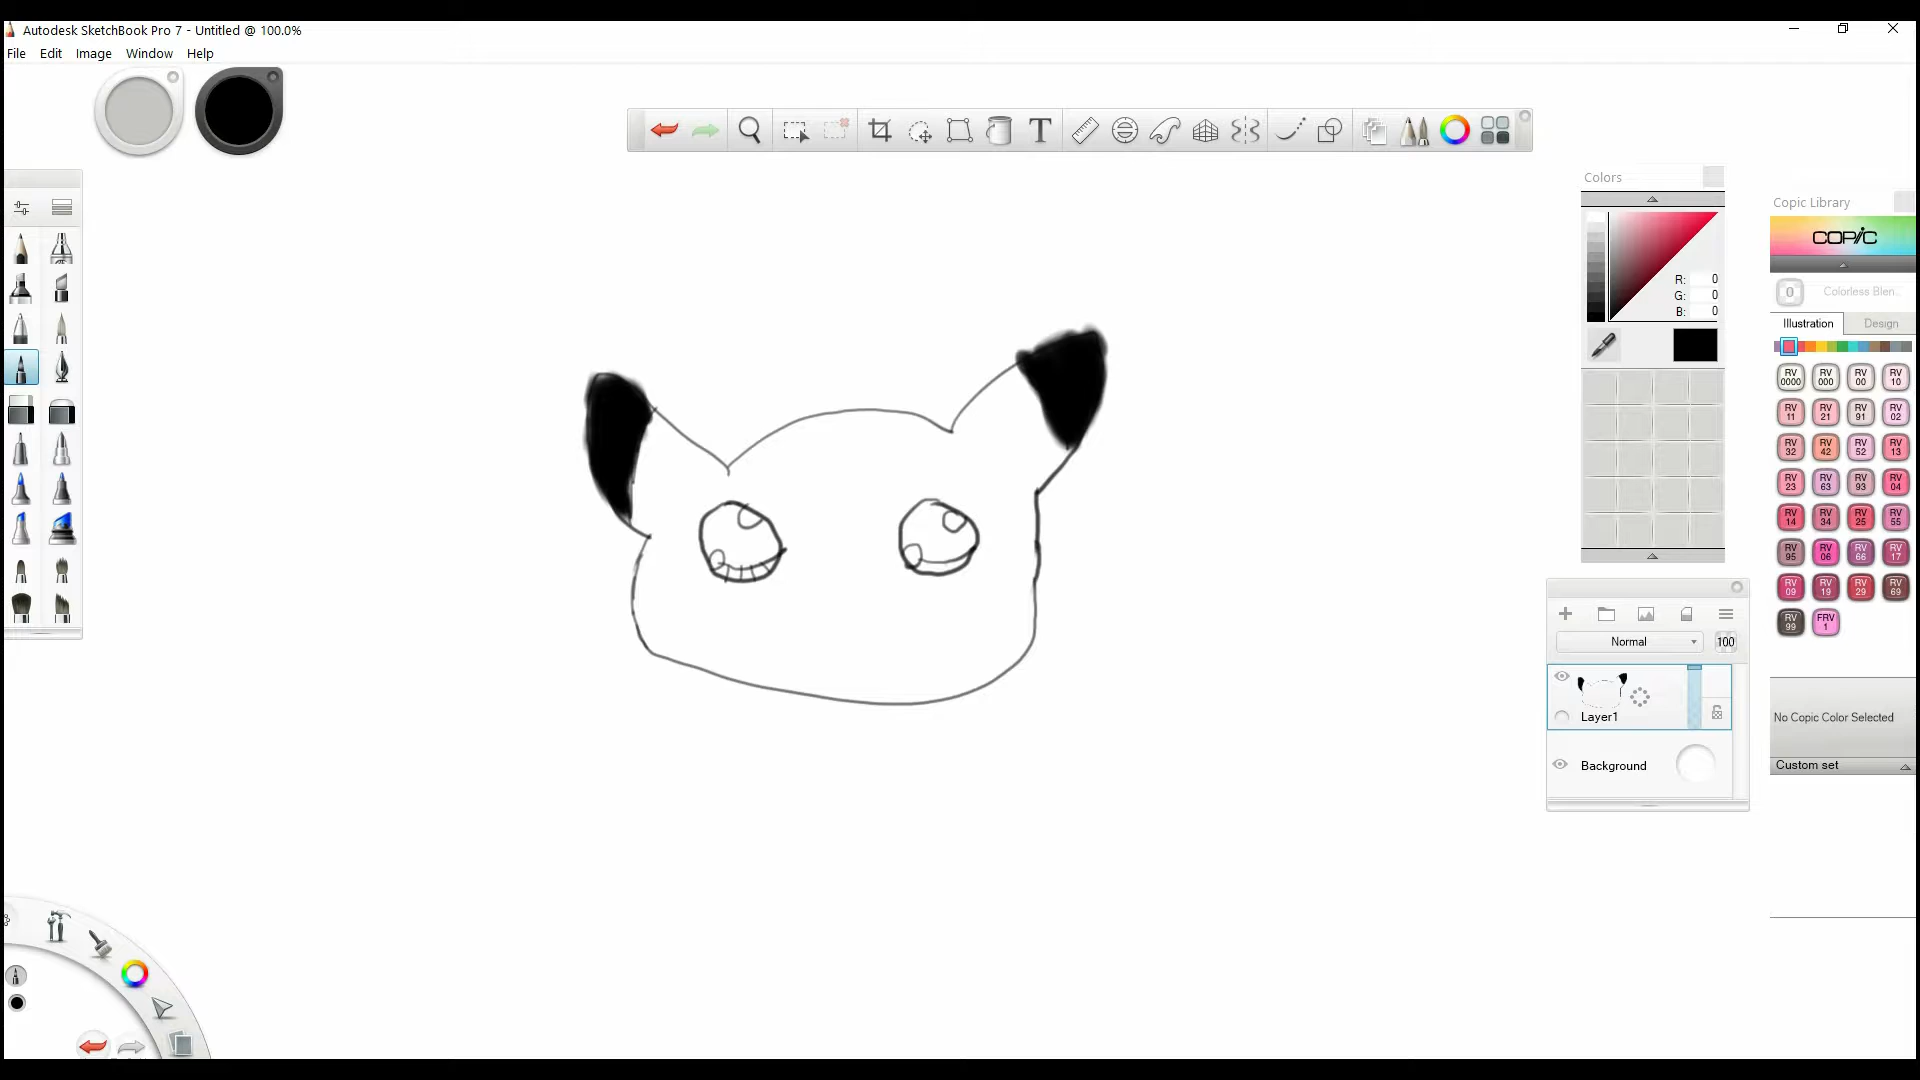 Autodesk SketchBook Pro 7 - Untitled @ 100.0%
File Edit Image Window Help
T
Colors
R: 0
G: 0
B: 0
Copic Library
COPIC
0 Colorless Blen..
Illustration Design
RV 0000 RV 000 RV 00 RV 10
RV 11 RV 21 RV 91 RV 02
RV 32 RV 42 RV 52 RV 13
RV 23 RV 63 RV 93 RV 04
RV 14 RV 34 RV 25 RV 55
RV 95 RV 06 RV 66 RV 17
RV 09 RV 19 RV 29 RV 69
RV 99 FRV 1
Normal 100
Layer1
Background
No Copic Color Selected
Custom set